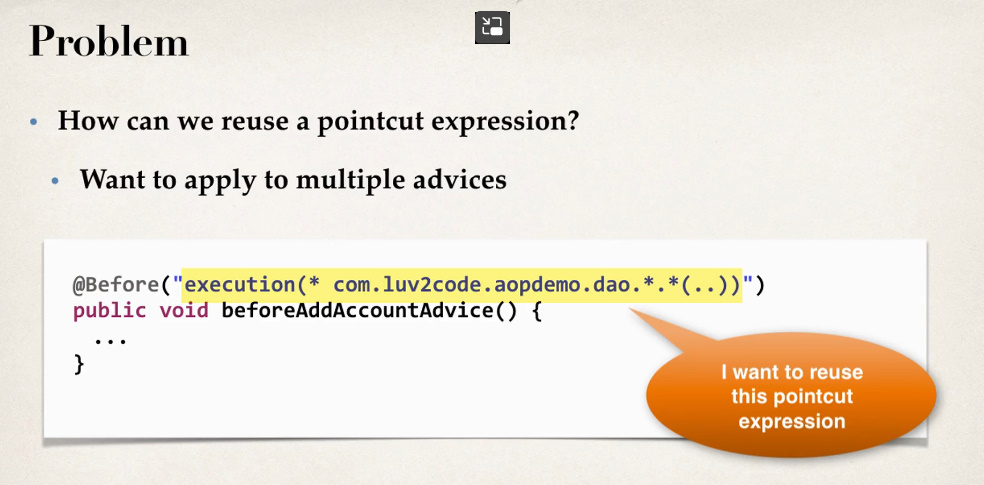 Problem
• How can we reuse a pointcut expression?
• Want to apply to multiple advices
@Before("execution(* com.luv2code.aopdemo.dao.*.*(..))")
public void beforeAddAccountAdvice() {
...
}
I want to reuse
this pointcut
expression